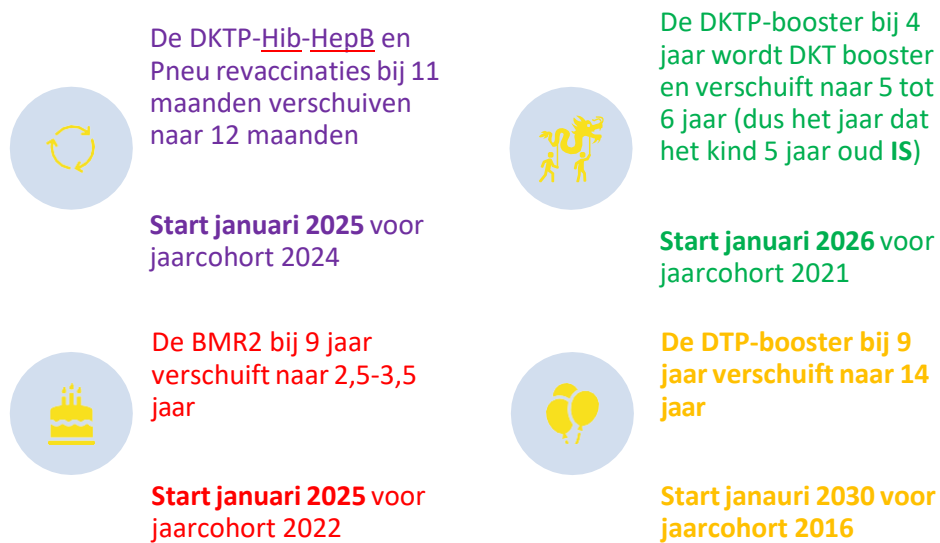 De DKTP-Hib-HepB en
Pneu revaccinaties bij 11
maanden verschuiven
naar 12 maanden
Start januari 2025 voor
jaarcohort 2024
De DKTP-booster bij 4
jaar wordt DKT booster
en verschuift naar 5 tot
6 jaar (dus het jaar dat
het kind 5 jaar oud IS)
Start januari 2026 voor
jaarcohort 2021
De BMR2 bij 9 jaar
verschuift naar 2,5-3,5
jaar
Start januari 2025 voor
jaarcohort 2022
De DTP-booster bij 9
jaar verschuift naar 14
jaar
Start janauri 2030 voor
jaarcohort 2016